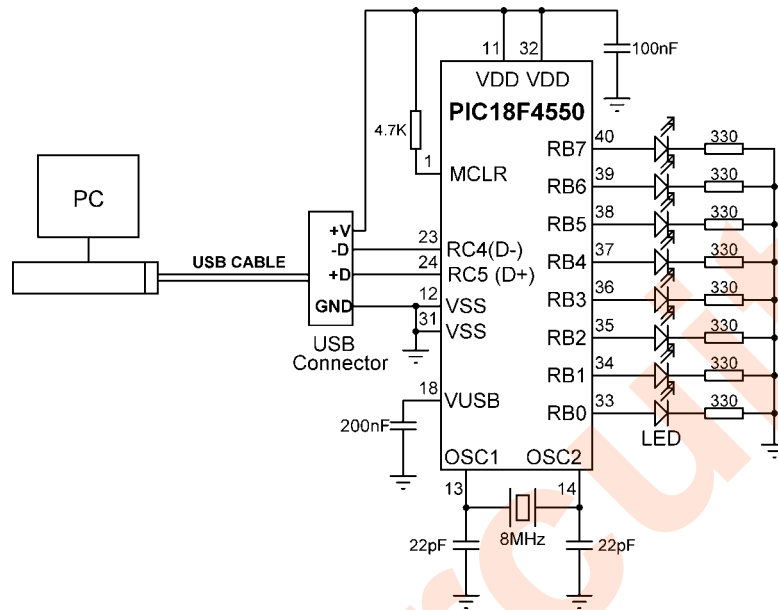 11 32
100nF
VDD VDD
PIC18F4550
4.7K
1
MCLR
RB7 40 330
RB6 39 330
RB5 38 330
RB4 37 330
RB3 36 330
RB2 35 330
RB1 34 330
RB0 33 330
LED
PC
USB CABLE
+V
-D
+D
GND
USB
Connector
23 RC4(D-)
24 RC5 (D+)
12 VSS
31 VSS
18 VUSB
200nF
OSC1 OSC2
13 14
8MHz
22pF 22pF